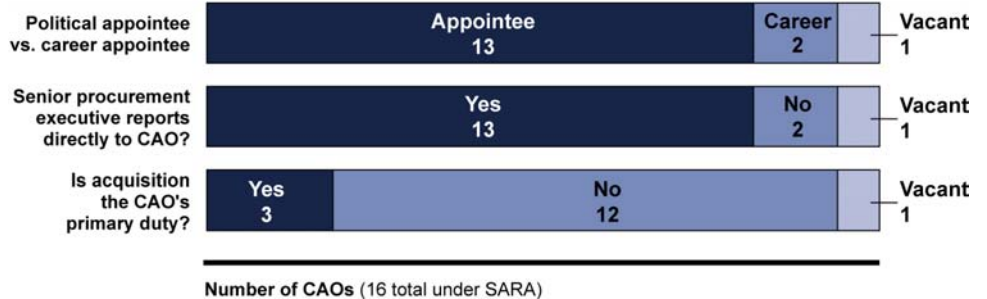 Political appointee
vs. career appointee
Appointee
13
Career
2
Vacant
1
Senior procurement
executive reports
directly to CAO?
Yes
13
No
2
Vacant
1
Is acquisition
the CAO's
primary duty?
Yes
3
No
12
Vacant
1
Number of CAOs (16 total under SARA)